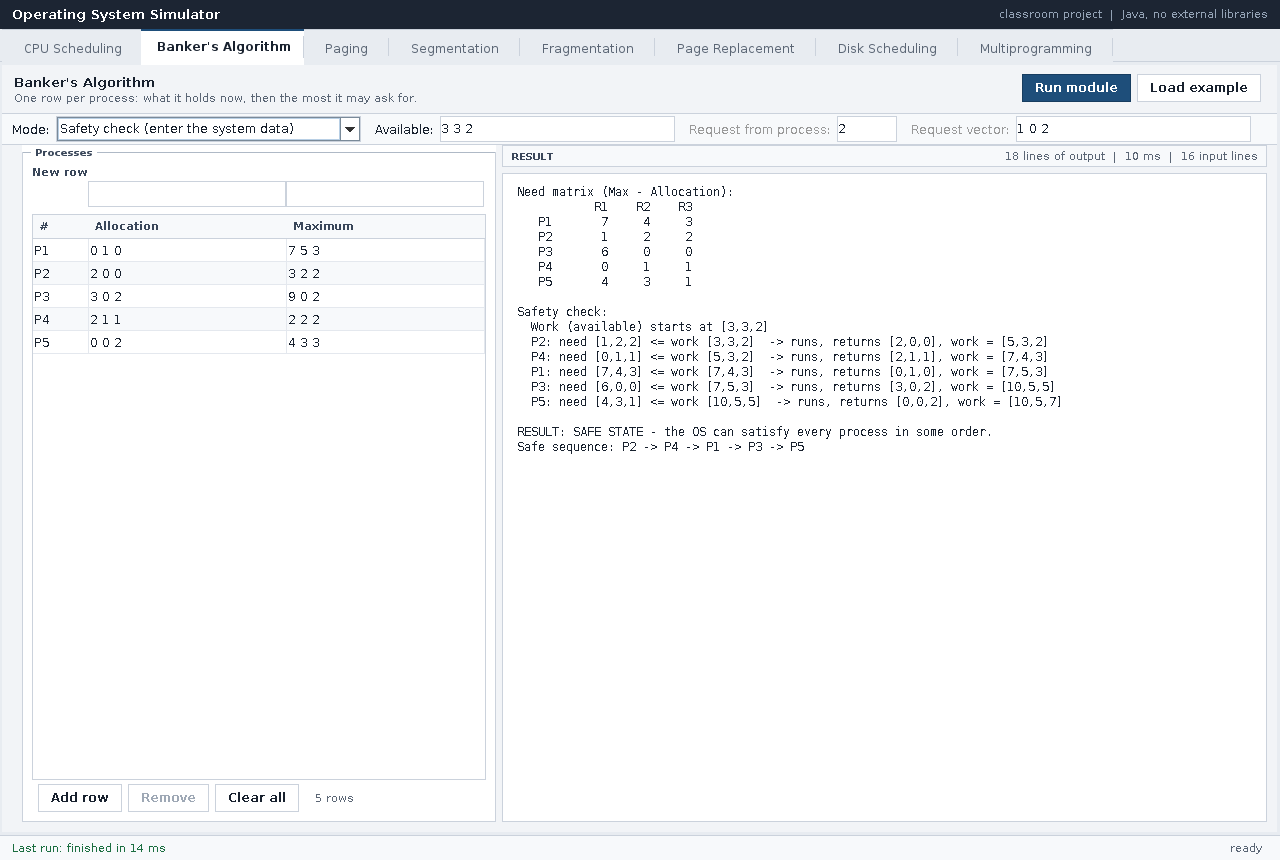 Operating System Simulator
classroom project | Java, no external libraries
CPU Scheduling Banker's Algorithm Paging Segmentation Fragmentation Page Replacement Disk Scheduling Multiprogramming
Banker's Algorithm
One row per process: what it holds now, then the most it may ask for.
Run module Load example
Mode: Safety check (enter the system data) Available: 3 3 2 Request from process: 2 Request vector: 1 0 2
Processes
New row
# Allocation Maximum
P1 0 1 0 7 5 3
P2 2 0 0 3 2 2
P3 3 0 2 9 0 2
P4 2 1 1 2 2 2
P5 0 0 2 4 3 3
Add row Remove Clear all 5 rows
RESULT 18 lines of output | 10 ms | 16 input lines
Need matrix (Max - Allocation):
R1 R2 R3
P1 7 4 3
P2 1 2 2
P3 6 0 0
P4 0 1 1
P5 4 3 1
Safety check:
Work (available) starts at [3,3,2]
P2: need [1,2,2] <= work [3,3,2] -> runs, returns [2,0,0], work = [5,3,2]
P4: need [0,1,1] <= work [5,3,2] -> runs, returns [2,1,1], work = [7,4,3]
P1: need [7,4,3] <= work [7,4,3] -> runs, returns [0,1,0], work = [7,5,3]
P3: need [6,0,0] <= work [7,5,3] -> runs, returns [3,0,2], work = [10,5,5]
P5: need [4,3,1] <= work [10,5,5] -> runs, returns [0,0,2], work = [10,5,7]
RESULT: SAFE STATE - the OS can satisfy every process in some order.
Safe sequence: P2 -> P4 -> P1 -> P3 -> P5
Last run: finished in 14 ms
ready